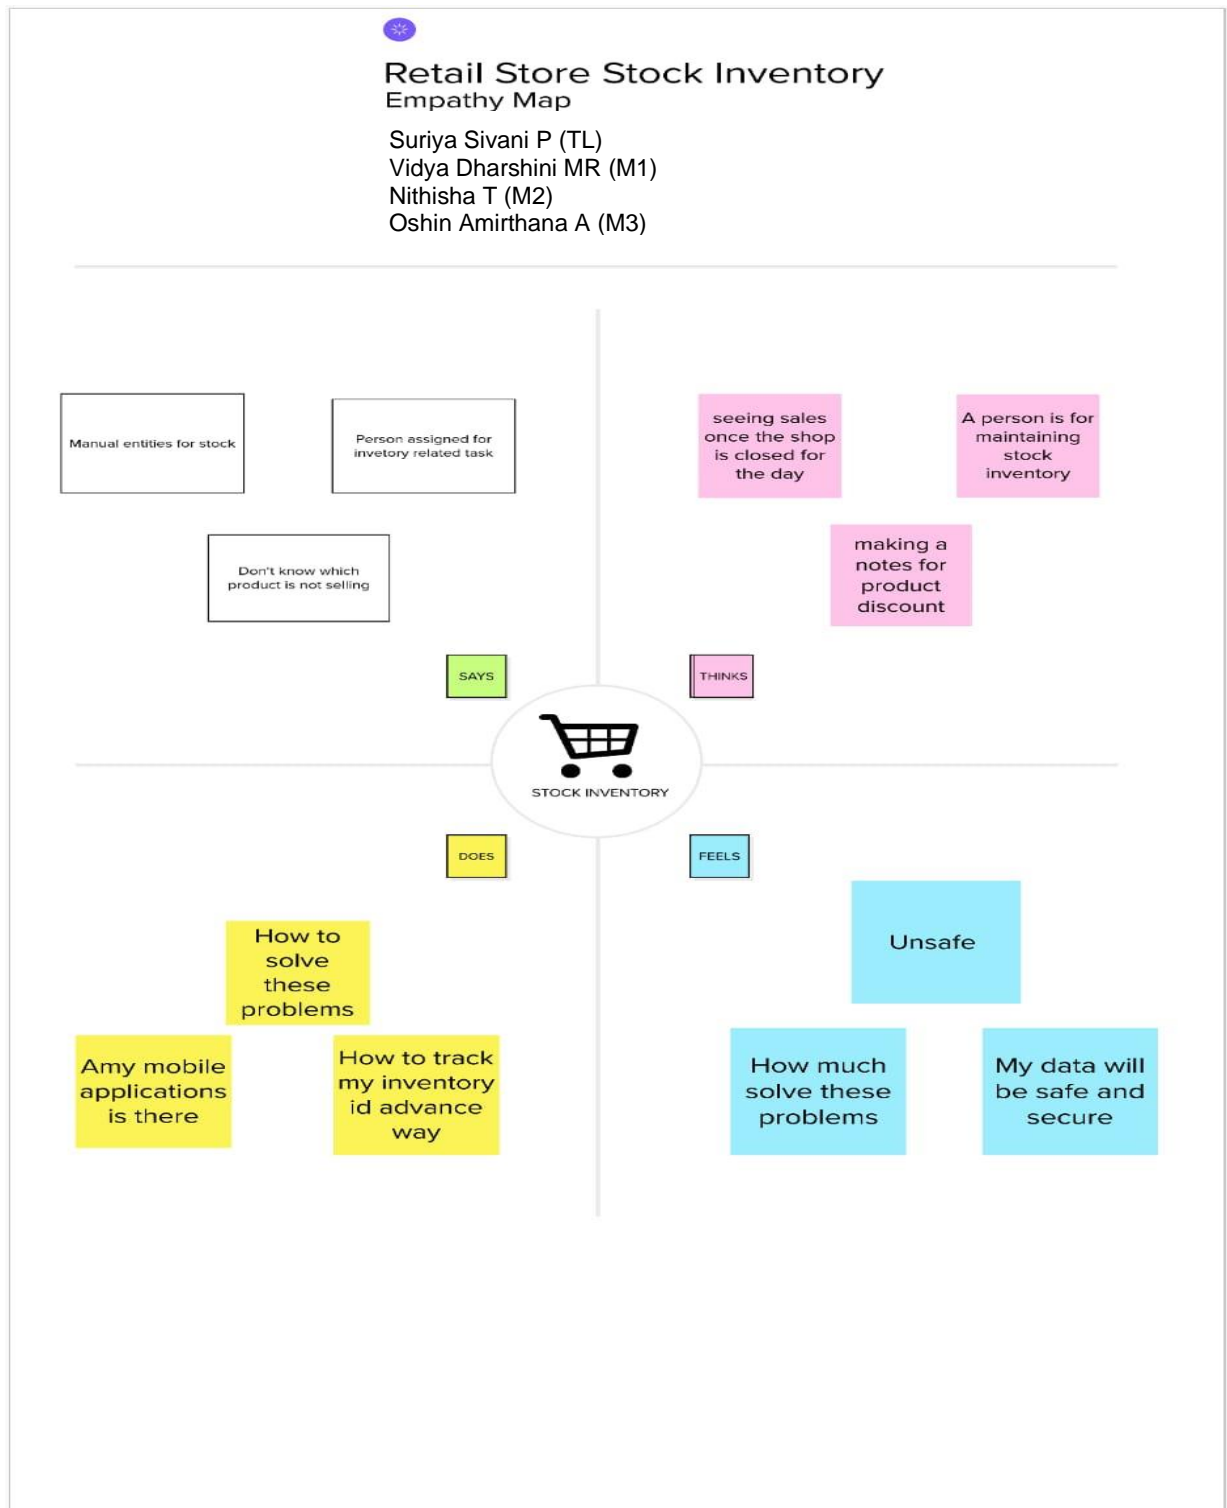 Retail Store Stock Inventory
Empathy Map
Suriya Sivani P (TL)
Vidya Dharshini MR (M1)
Nithisha T (M2)
Oshin Amirthana A (M3)
Manual entities for stock
Person assigned for
invetory related task
Don't know which
product is not selling
SAYS
seeing sales
once the shop
is closed for
the day
A person is for
maintaining
stock
inventory
making a
notes for
product
discount
THINKS
STOCK INVENTORY
DOES
How to
solve
these
problems
Amy mobile
applications
is there
How to track
my inventory
id advance
way
FEELS
Unsafe
How much
solve these
problems
My data will
be safe and
secure